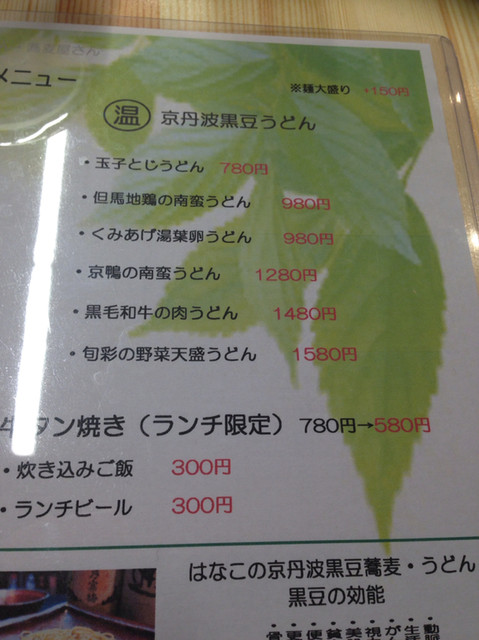 メニュー
※麺大盛り +150円
温 京丹波黒豆うどん
・玉子とじうどん 780円
・但馬地鶏の南蛮うどん 980円
・くみあげ湯葉卵うどん 980円
・京鴨の南蛮うどん 1280円
・黒毛和牛の肉うどん 1480円
・旬彩の野菜天盛うどん 1580円
牛タン焼き（ランチ限定） 780円→580円
・炊き込みご飯 300円
・ランチビール 300円
はなこの京丹波黒豆蕎麦・うどん
黒豆の効能